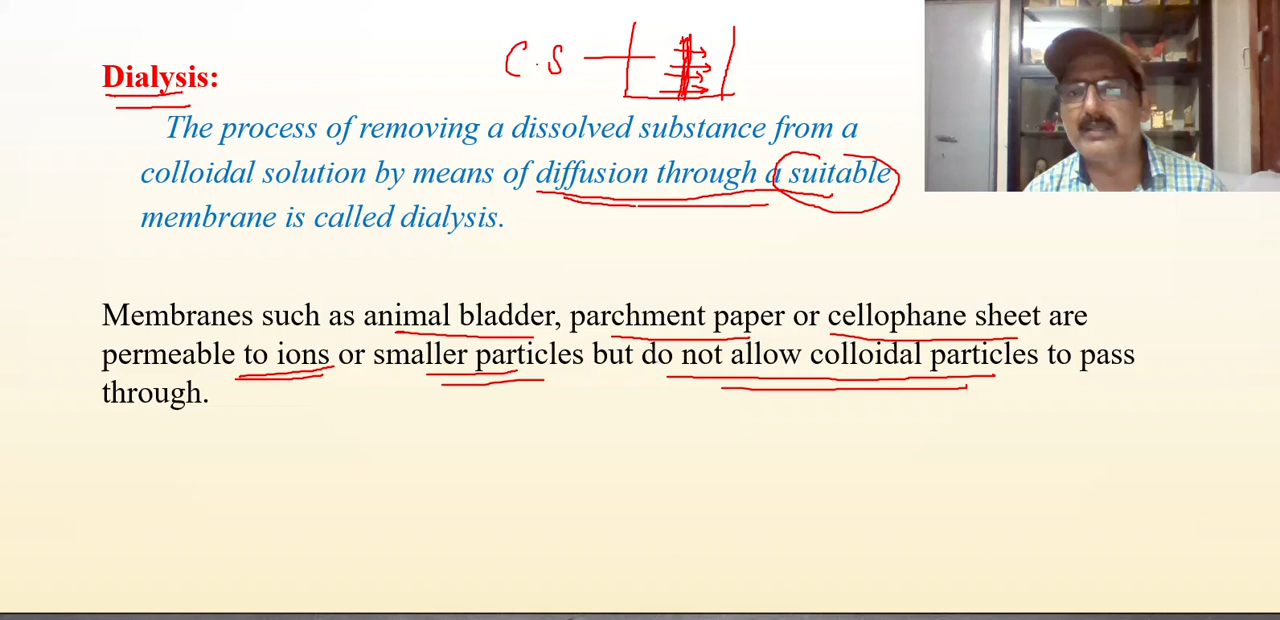 C.S
Dialysis:
The process of removing a dissolved substance from a
colloidal solution by means of diffusion through a suitable
membrane is called dialysis.
Membranes such as animal bladder, parchment paper or cellophane sheet are
permeable to ions or smaller particles but do not allow colloidal particles to pass
through.